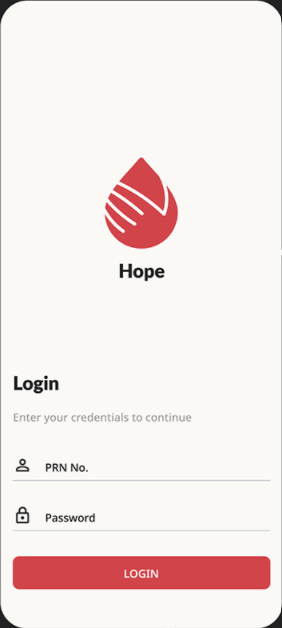 Hope
Login
Enter your credentials to continue
PRN No.
Password
LOGIN